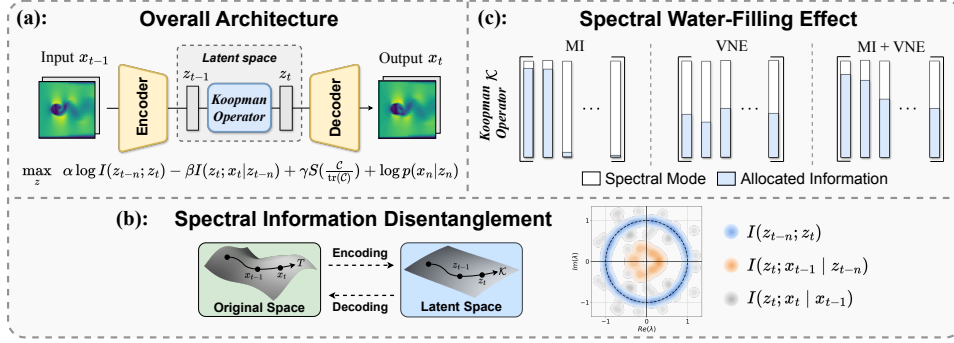 (a): Overall Architecture
Input x_{t-1}
Encoder
Latent space
z_{t-1}
Koopman
Operator
z_t
Decoder
Output x_t
max_z α log I(z_{t-n}; z_t) − βI(z_t; x_t|z_{t-n}) + γS(C/tr(C)) + log p(x_n|z_n)
(c): Spectral Water-Filling Effect
MI
VNE
MI + VNE
Koopman
Operator K
...
...
...
Spectral Mode
Allocated Information
(b): Spectral Information Disentanglement
T
x_{t-1}
x_t
Original Space
Encoding
Decoding
z_{t-1}
z_t
K
Latent Space
Im(λ)
1
0
−1
−1
0
1
Re(λ)
I(z_{t-n}; z_t)
I(z_t; x_{t-1} | z_{t-n})
I(z_t; x_t | x_{t-1})